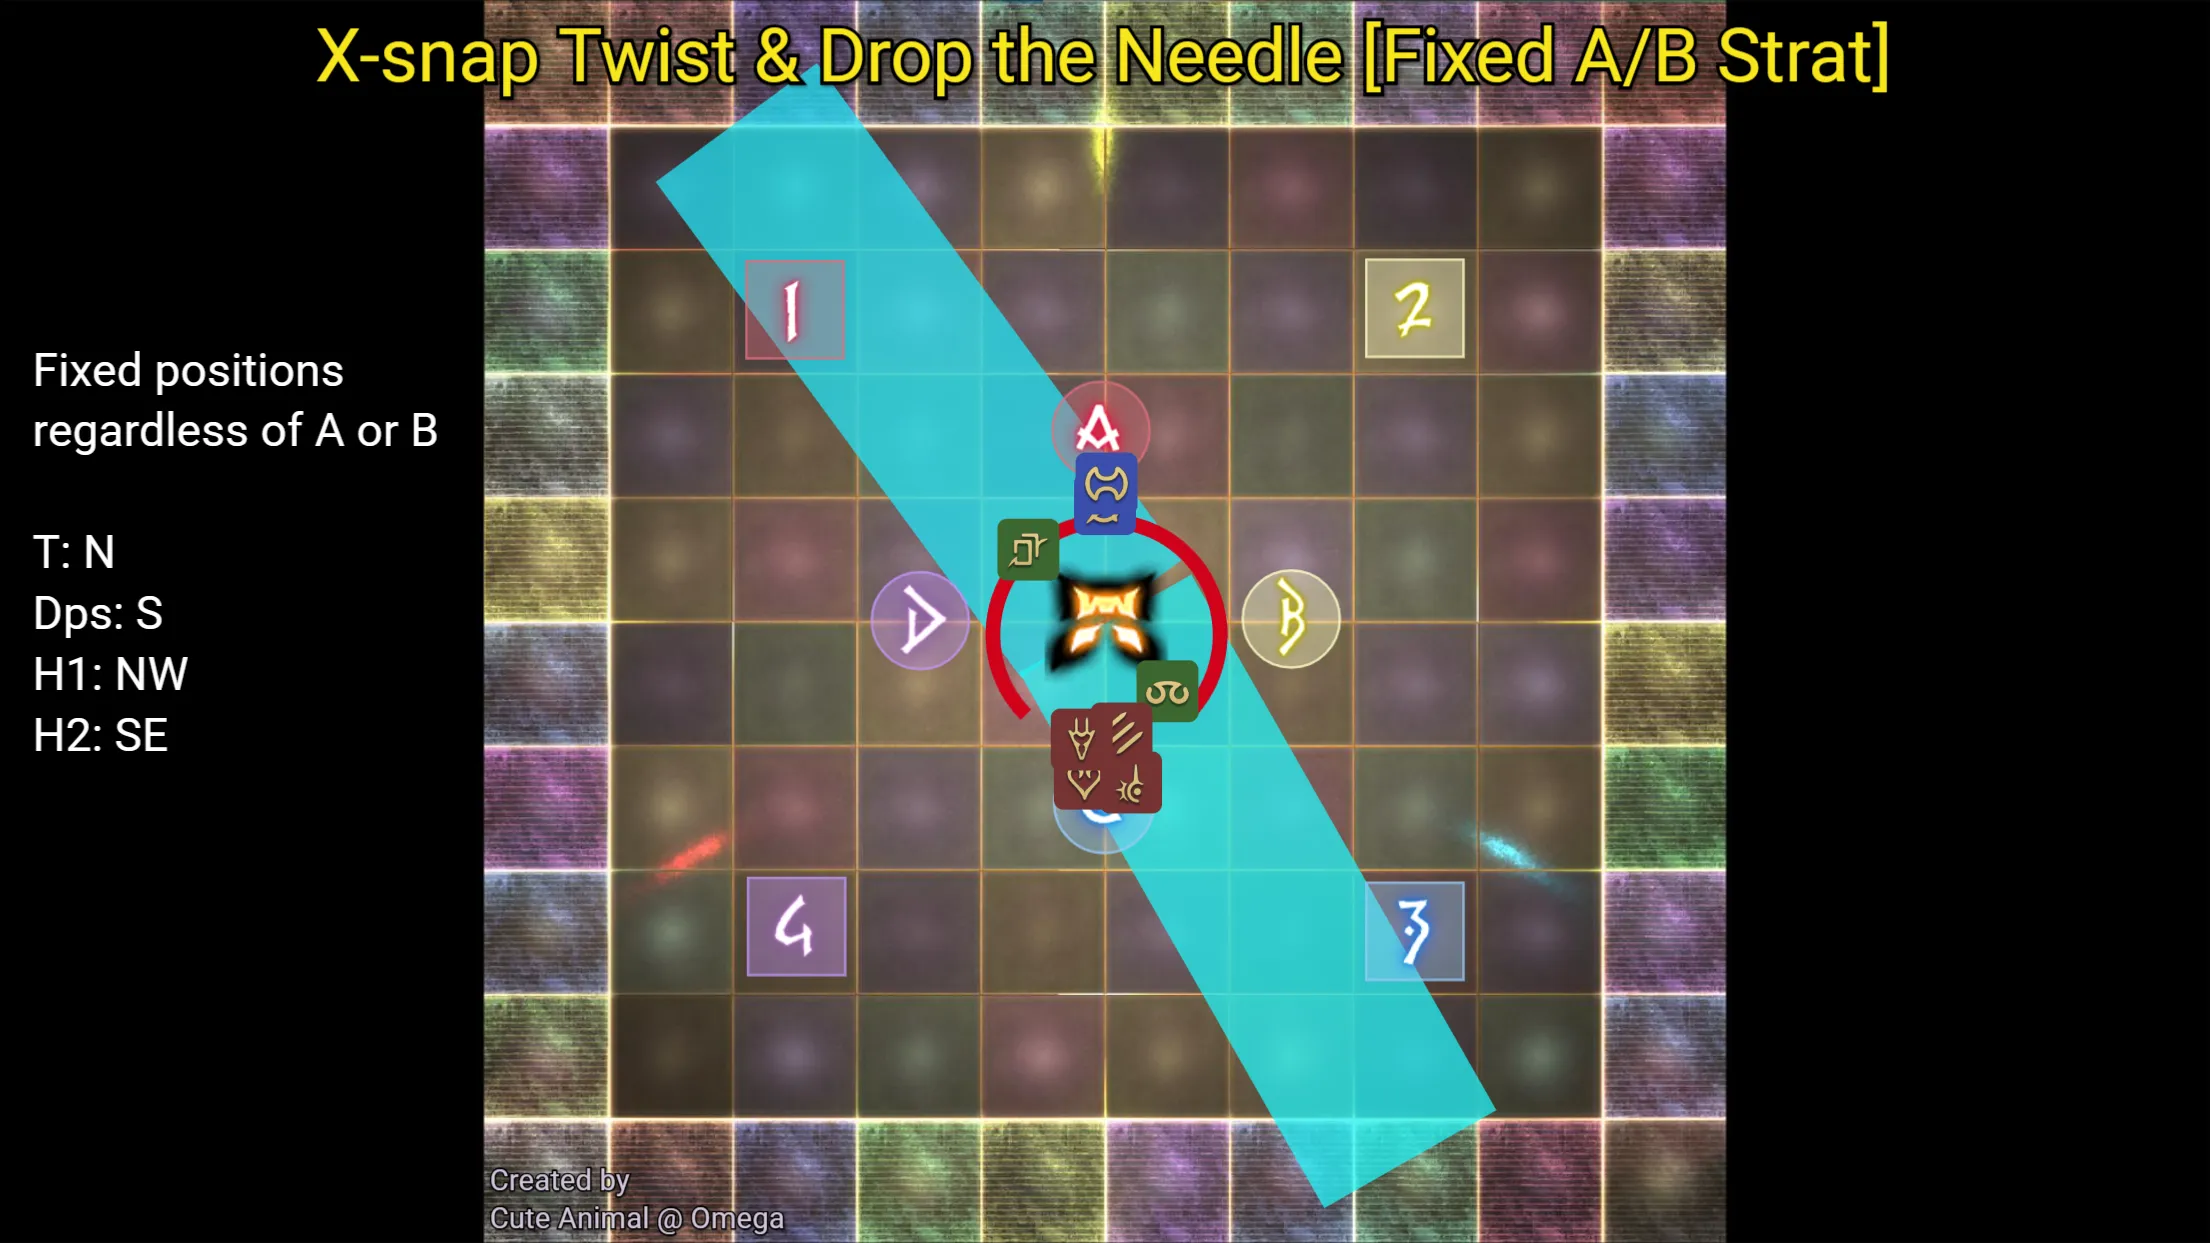 X-snap Twist & Drop the Needle [Fixed A/B Strat]
Fixed positions
regardless of A or B
T: N
Dps: S
H1: NW
H2: SE
1
2
A
D
B
C
4
3
Created by
Cute Animal @ Omega